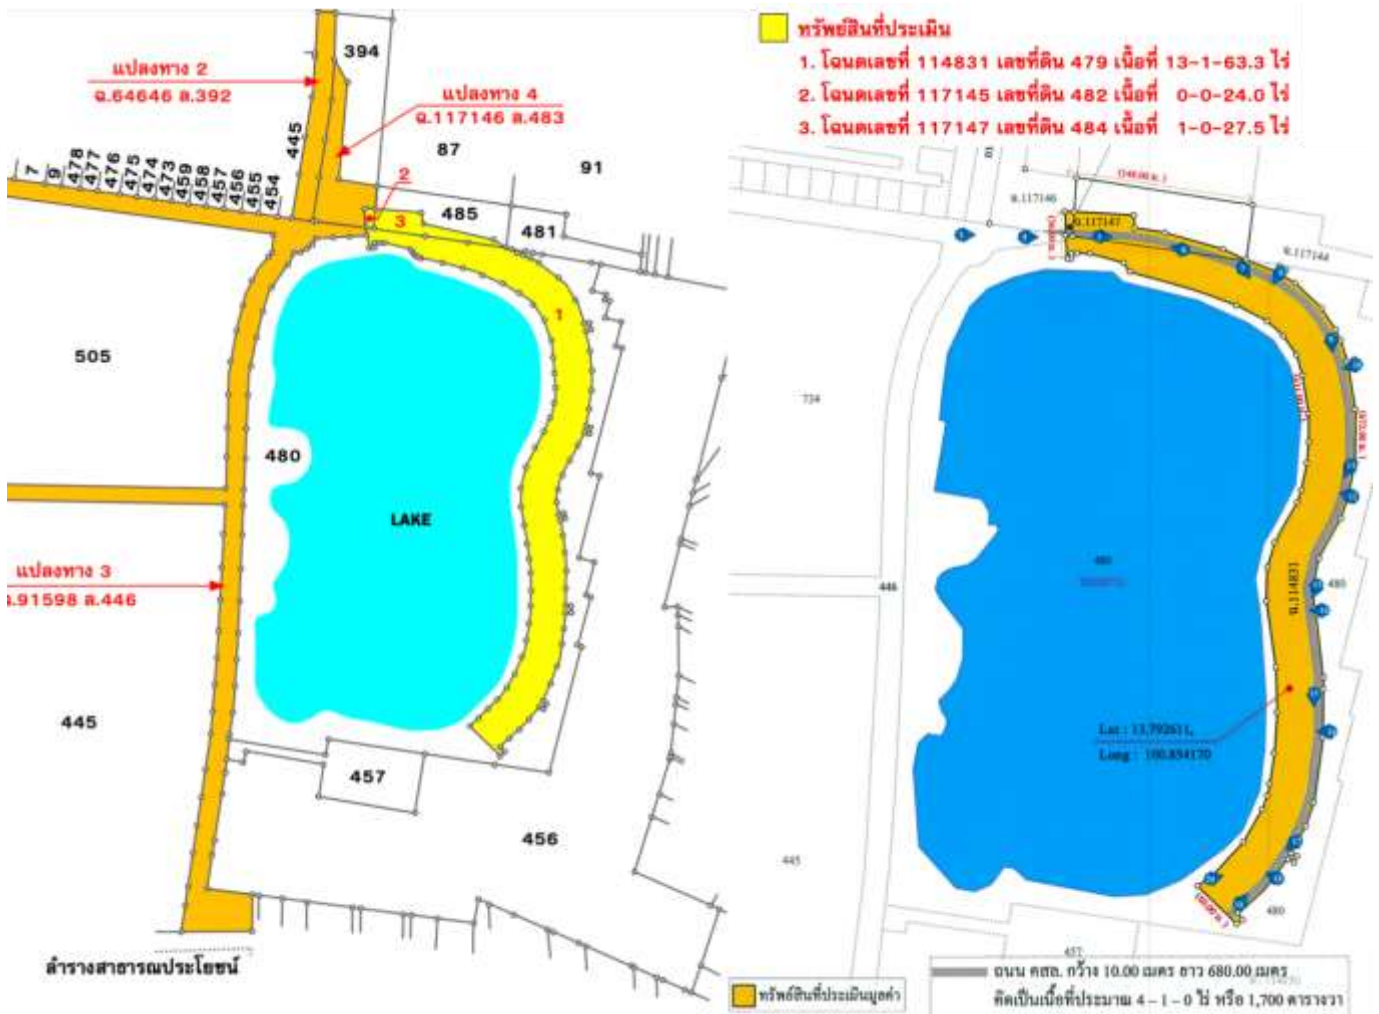 394
แปลงทาง 2
ฉ.64646 ล.392
แปลงทาง 4
ฉ.117146 ล.483
445
87
91
7
9
478
477
476
475
474
473
459
458
457
456
455
454
2
3
485
481
1
505
480
LAKE
แปลงทาง 3
ฉ.91598 ล.446
445
457
456
ลำรางสาธารณประโยชน์
ทรัพย์สินที่ประเมิน
1. โฉนดเลขที่ 114831 เลขที่ดิน 479 เนื้อที่ 13-1-63.3 ไร่
2. โฉนดเลขที่ 117145 เลขที่ดิน 482 เนื้อที่ 0-0-24.0 ไร่
3. โฉนดเลขที่ 117147 เลขที่ดิน 484 เนื้อที่ 1-0-27.5 ไร่
ฉ.117146
ฉ.117147
ฉ.117144
734
446
480
480
ฉ.114831
Lat : 13.792611,
Long : 100.854170
445
480
457
ทรัพย์สินที่ประเมินมูลค่า
ถนน คสล. กว้าง 10.00 เมตร ยาว 680.00 เมตร
คิดเป็นเนื้อที่ประมาณ 4 – 1 – 0 ไร่ หรือ 1,700 ตารางวา